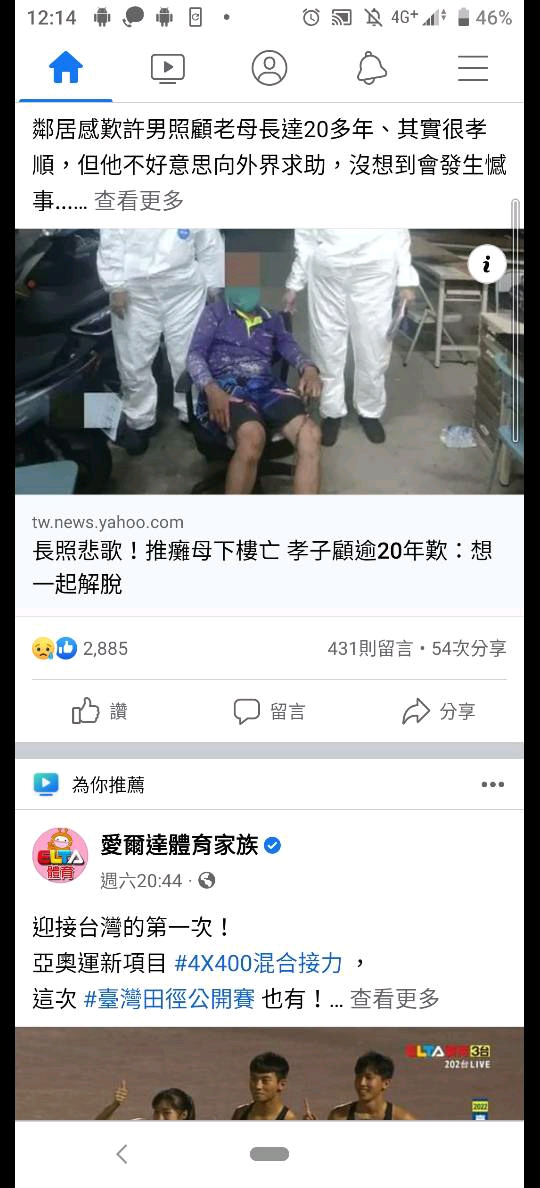 12:14
4G+
46%
鄰居感歎許男照顧老母長達20多年、其實很孝
順，但他不好意思向外界求助，沒想到會發生憾
事...... 查看更多
i
tw.news.yahoo.com
長照悲歌！推癱母下樓亡 孝子顧逾20年歎：想
一起解脫
2,885
431則留言 • 54次分享
讚
留言
分享
為你推薦
ELTA
體育
愛爾達體育家族
週六20:44 ·
迎接台灣的第一次！
亞奧運新項目 #4X400混合接力 ，
這次 #臺灣田徑公開賽 也有！... 查看更多
ELTA體育3台
202台LIVE
2022